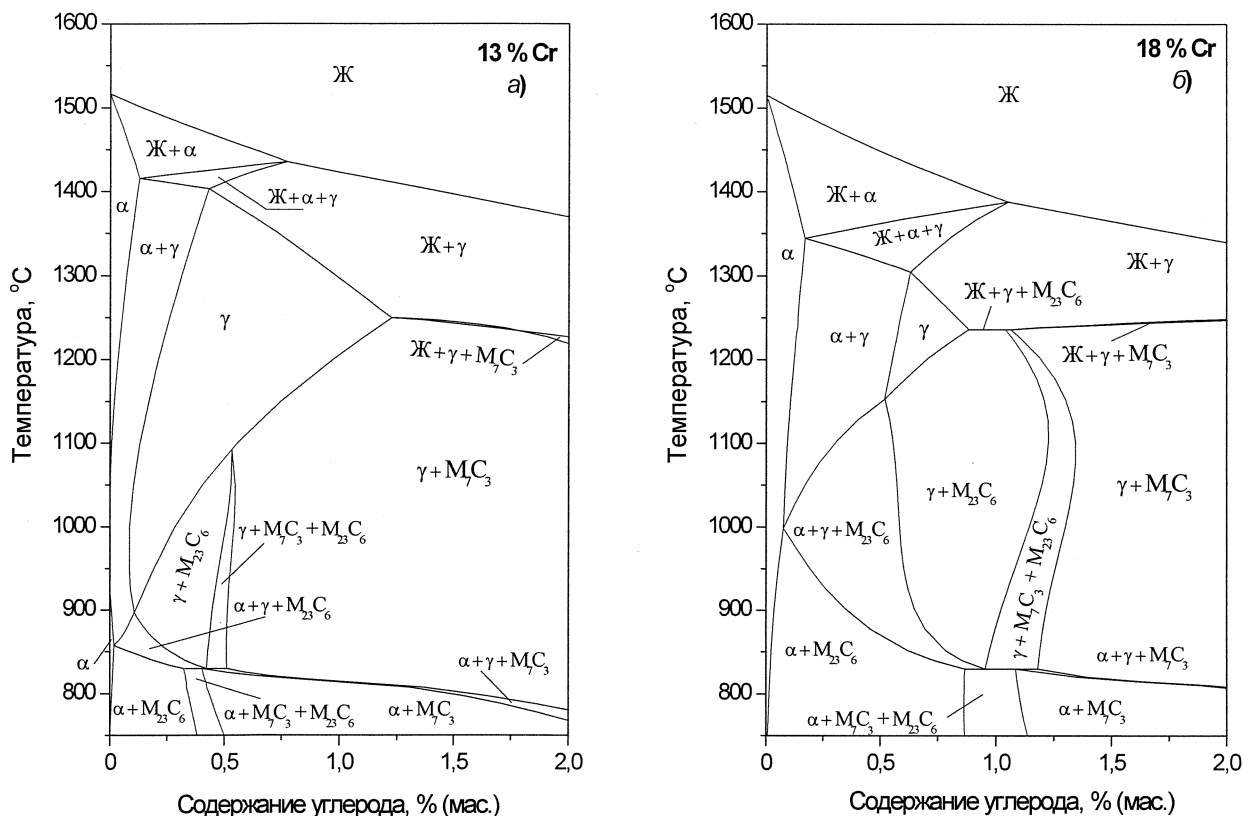 13 % Cr
а)
Температура, °C
1600
1500
1400
1300
1200
1100
1000
900
800
Ж
Ж+α
Ж+α+γ
α
α+γ
Ж+γ
γ
Ж+γ+M₇C₃
γ+M₇C₃
γ+M₂₃C₆
γ+M₇C₃+M₂₃C₆
α+γ+M₂₃C₆
α
α+γ+M₇C₃
α+M₂₃C₆
α+M₇C₃+M₂₃C₆
α+M₇C₃
0
0,5
1,0
1,5
2,0
Содержание углерода, % (мас.)
18 % Cr
б)
Температура, °C
1600
1500
1400
1300
1200
1100
1000
900
800
Ж
Ж+α
Ж+α+γ
α
Ж+γ
Ж+γ+M₂₃C₆
α+γ
γ
Ж+γ+M₇C₃
γ+M₂₃C₆
γ+M₇C₃
α+γ+M₂₃C₆
γ+M₇C₃+M₂₃C₆
α+M₂₃C₆
α+γ+M₇C₃
α+M₇C₃+M₂₃C₆
α+M₇C₃
0
0,5
1,0
1,5
2,0
Содержание углерода, % (мас.)